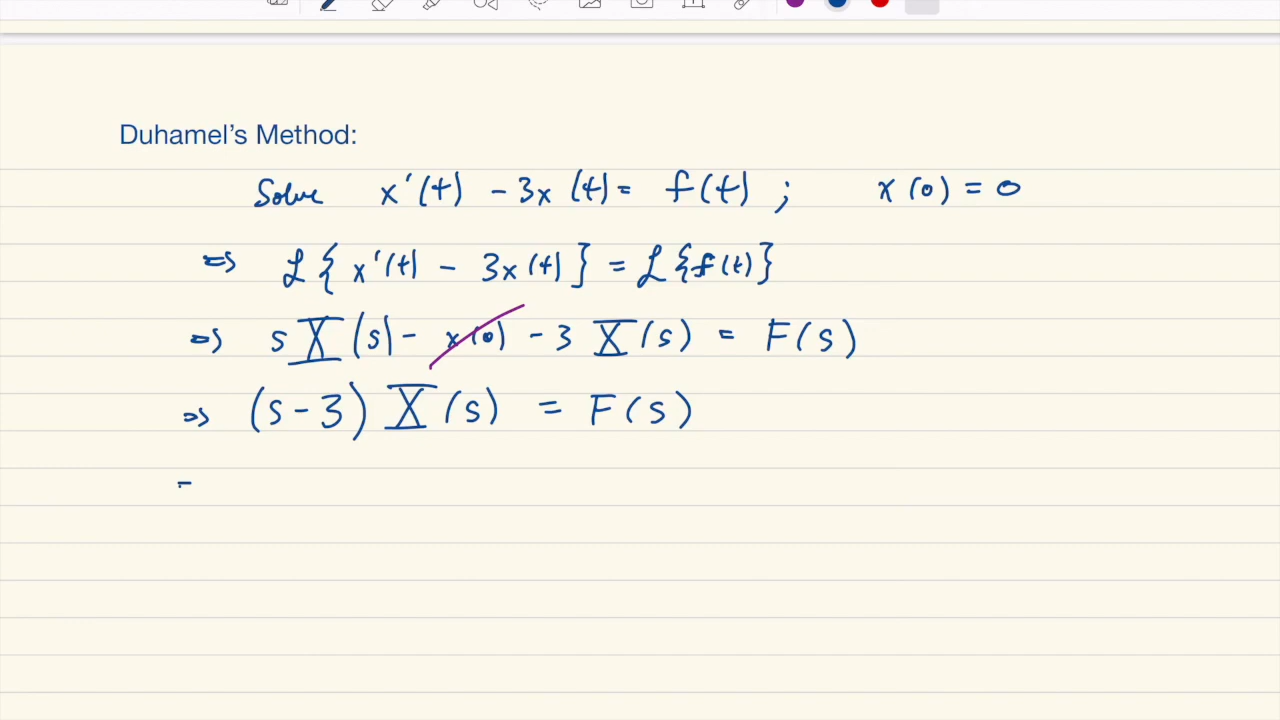 Duhamel's Method:
Solve x'(t) - 3x(t) = f(t) ; x(0) = 0
⇒ ℒ{x'(t) - 3x(t)} = ℒ{f(t)}
⇒ sX(s) - x(0) - 3X(s) = F(s)
⇒ (s-3) X(s) = F(s)
=